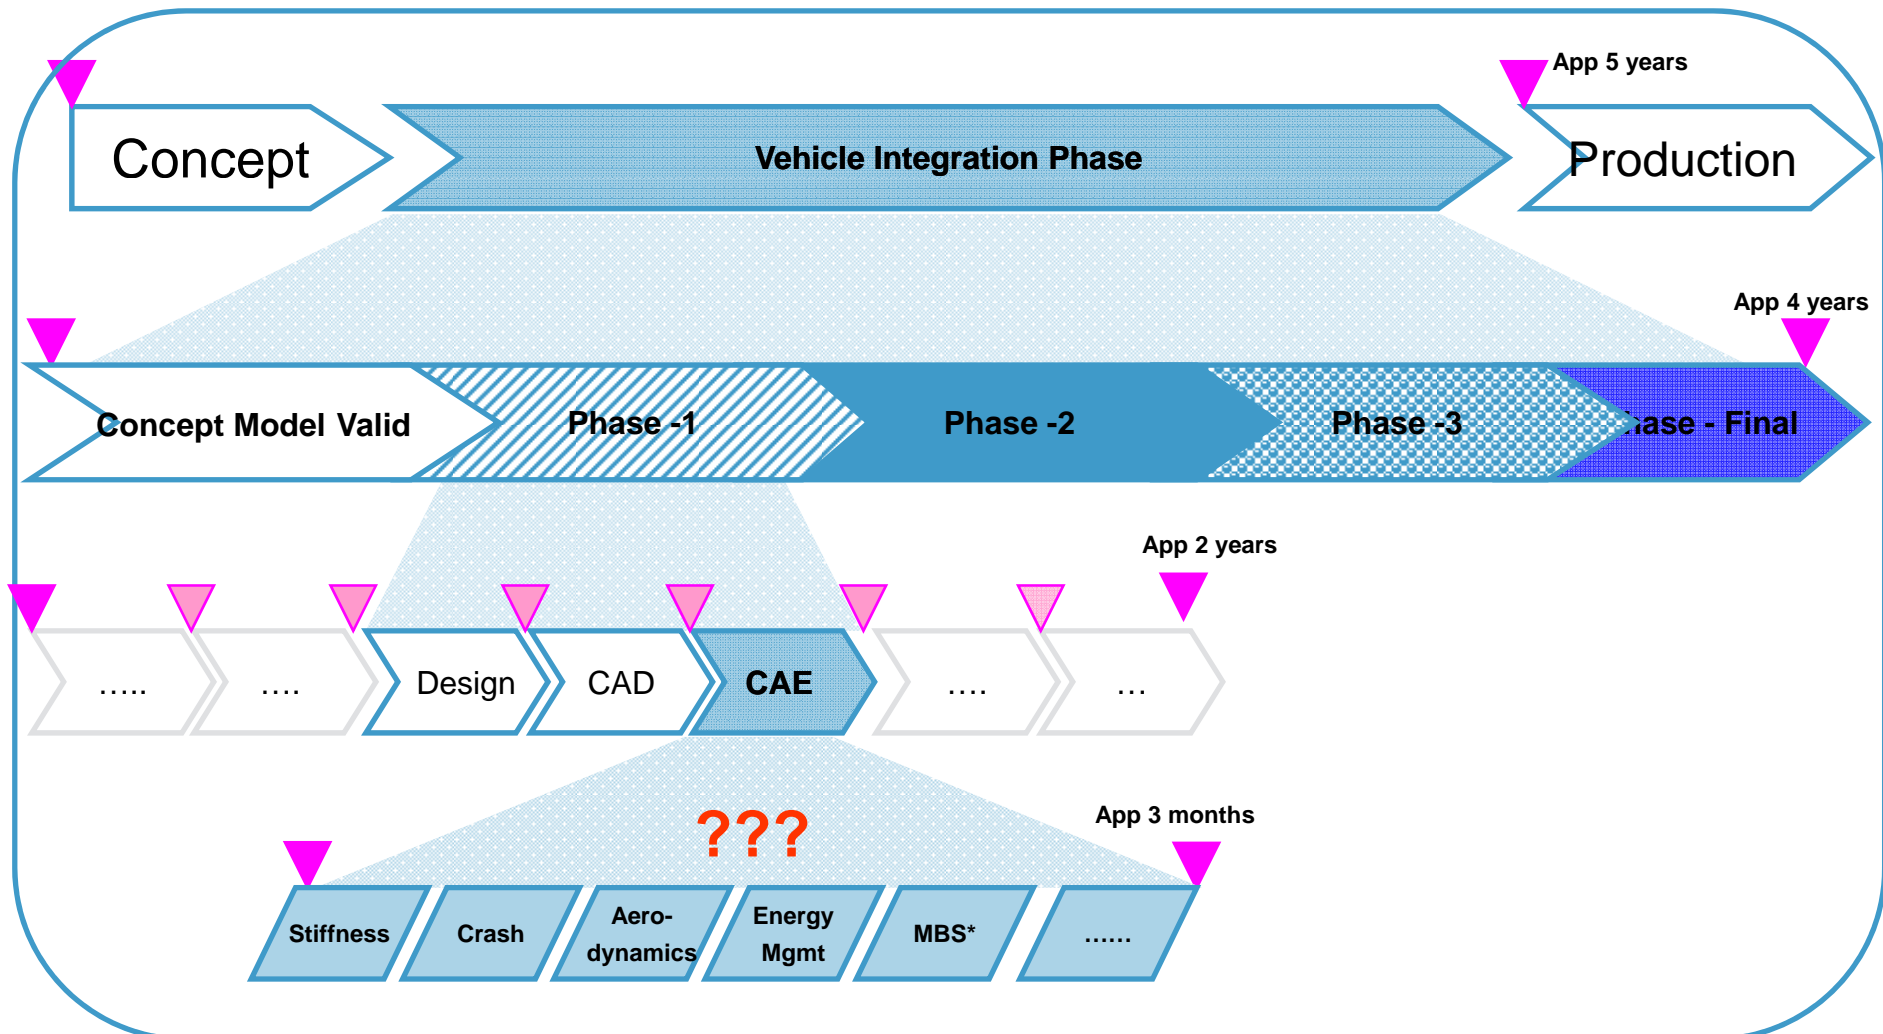 App 5 years
Concept
Vehicle Integration Phase
Production
App 4 years
Concept Model Valid
Phase -1
Phase -2
Phase -3
hase - Final
App 2 years
.....
....
Design
CAD
CAE
....
...
???
App 3 months
Stiffness
Crash
Aero-
dynamics
Energy
Mgmt
MBS*
......